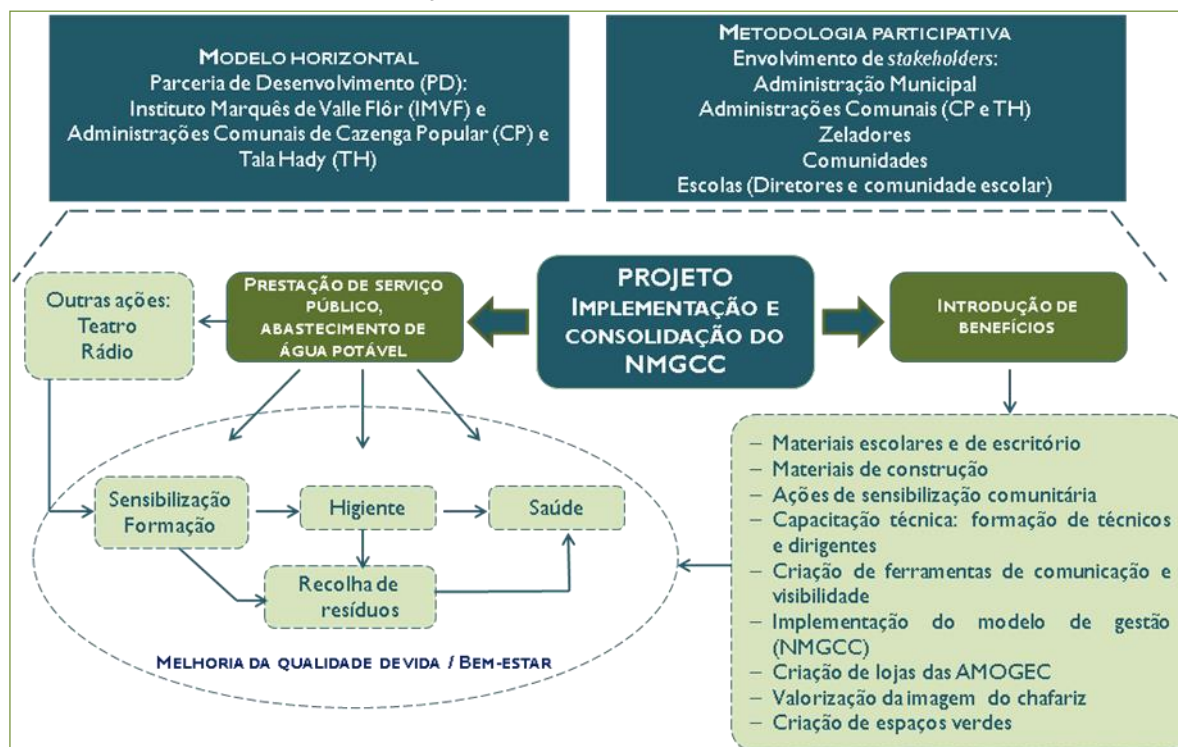 MODELO HORIZONTAL
Parceria de Desenvolvimento (PD):
Instituto Marquês de Valle Flôr (IMVF) e
Administrações Comunais de Cazenga Popular (CP) e
Tala Hady (TH)
METODOLOGIA PARTICIPATIVA
Envolvimento de stakeholders:
Administração Municipal
Administrações Comunais (CP e TH)
Zeladores
Comunidades
Escolas (Diretores e comunidade escolar)
Outras ações:
Teatro
Rádio
PRESTAÇÃO DE SERVIÇO
PÚBLICO,
ABASTECIMENTO DE
ÁGUA POTÁVEL
PROJETO
IMPLEMENTAÇÃO E
CONSOLIDAÇÃO DO
NMGCC
INTRODUÇÃO DE
BENEFÍCIOS
Sensibilização
Formação
Higiente
Saúde
Recolha de
resíduos
MELHORIA DA QUALIDADE DE VIDA / BEM-ESTAR
– Materiais escolares e de escritório
– Materiais de construção
– Ações de sensibilização comunitária
– Capacitação técnica: formação de técnicos
e dirigentes
– Criação de ferramentas de comunicação e
visibilidade
– Implementação do modelo de gestão
(NMGCC)
– Criação de lojas das AMOGEC
– Valorização da imagem do chafariz
– Criação de espaços verdes